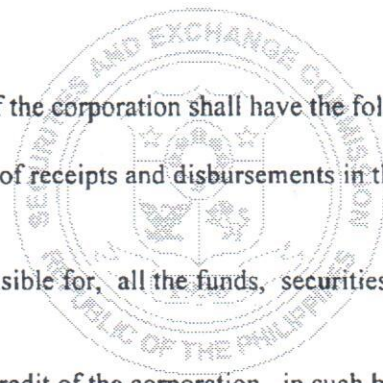 SECURITIES AND EXCHANGE COMMISSION
f the corporation shall have the fol
of receipts and disbursements in th
sible for, all the funds, securities
REPUBLIC OF THE PHILIPPINES
redit of the corporation, in such b